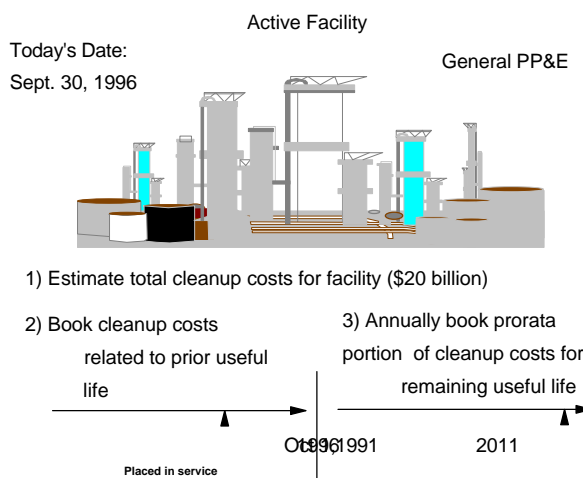 Active Facility
Today's Date:
Sept. 30, 1996
General PP&E
1) Estimate total cleanup costs for facility ($20 billion)
2) Book cleanup costs
related to prior useful
life
3) Annually book prorata
portion of cleanup costs for
remaining useful life
1991
2011
Placed in service